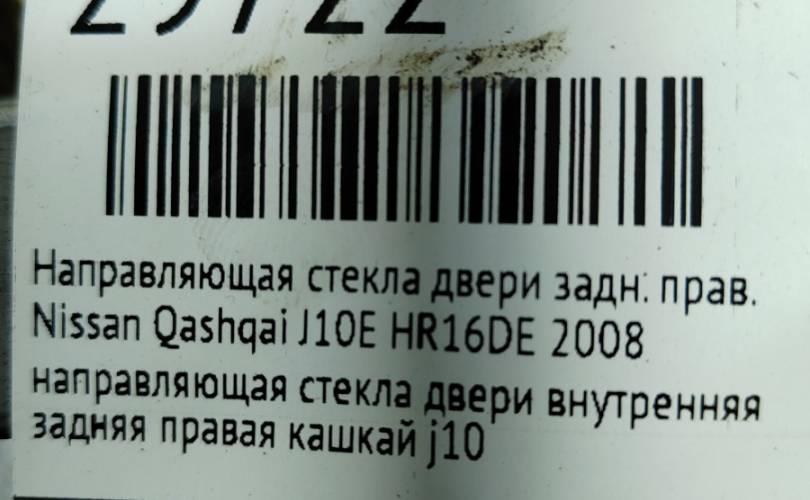 Направляющая стекла двери задн. прав.
Nissan Qashqai J10E HR16DE 2008
направляющая стекла двери внутренняя
задняя правая кашкай j10